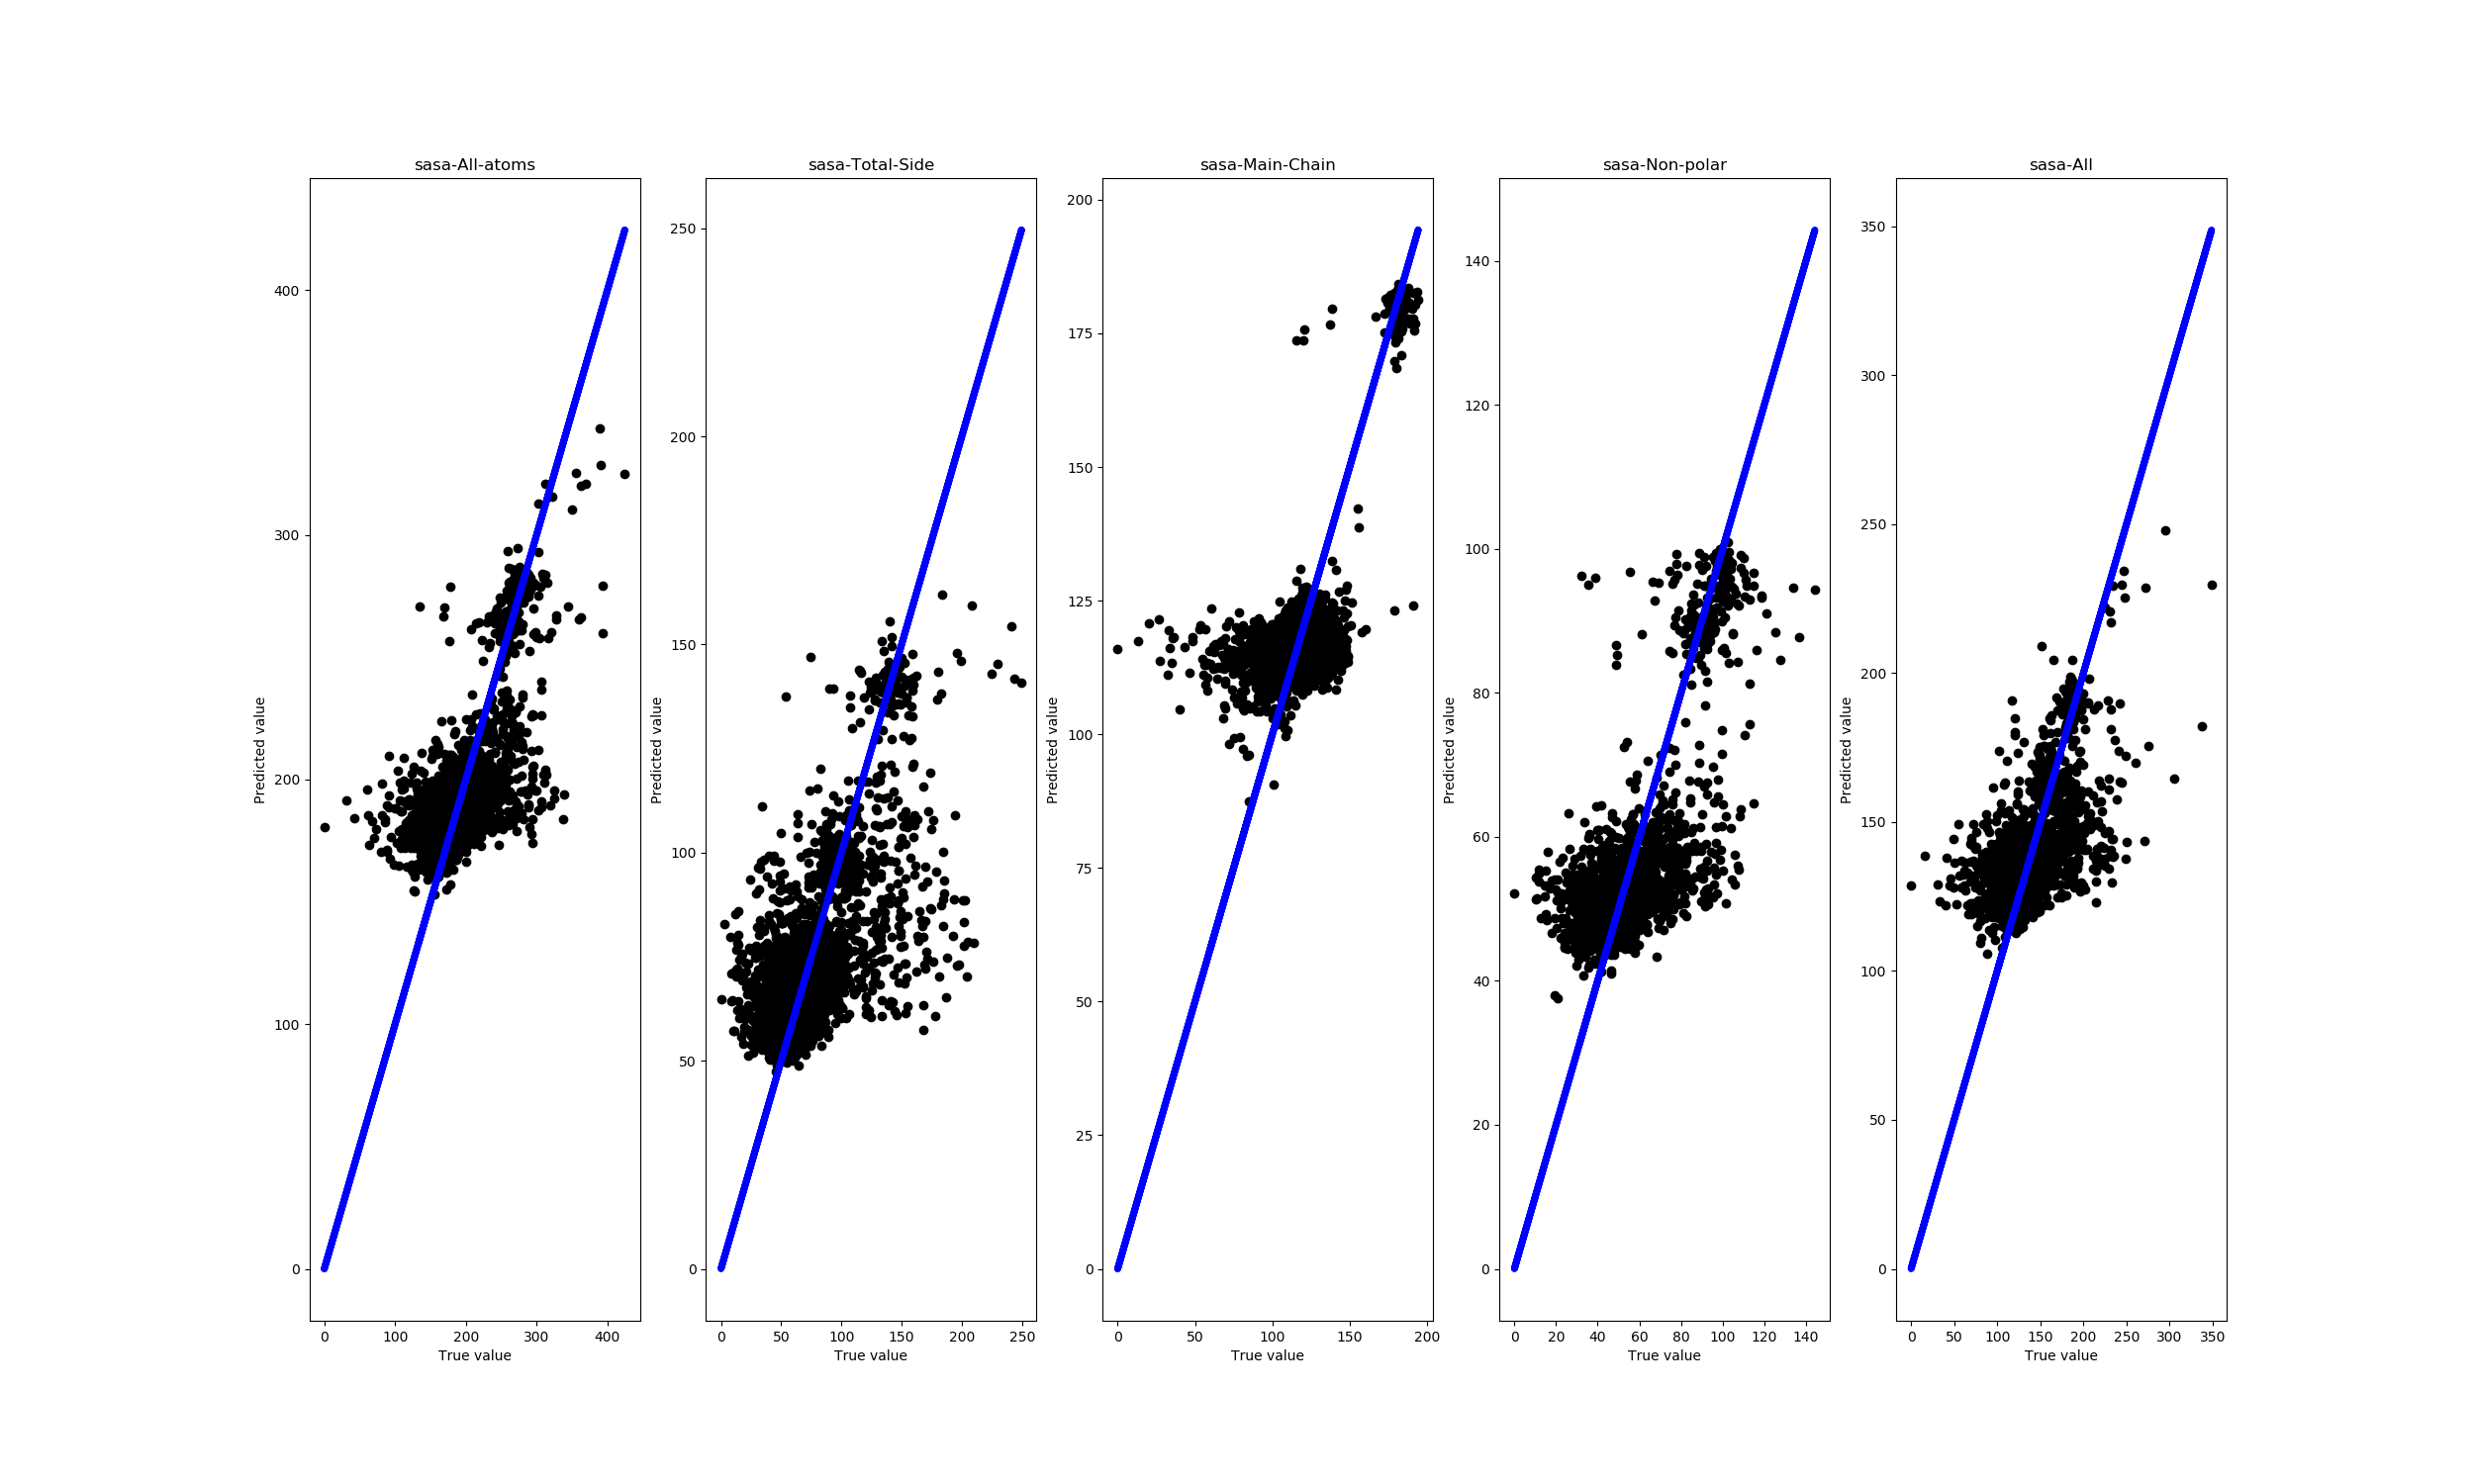 sasa-All-atoms
Predicted value
400
300
200
100
0
0 100 200 300 400
True value
sasa-Total-Side
Predicted value
250
200
150
100
50
0
0 50 100 150 200 250
True value
sasa-Main-Chain
Predicted value
200
175
150
125
100
75
50
25
0
0 50 100 150 200
True value
sasa-Non-polar
Predicted value
140
120
100
80
60
40
20
0
0 20 40 60 80 100 120 140
True value
sasa-All
Predicted value
350
300
250
200
150
100
50
0
0 50 100 150 200 250 300 350
True value